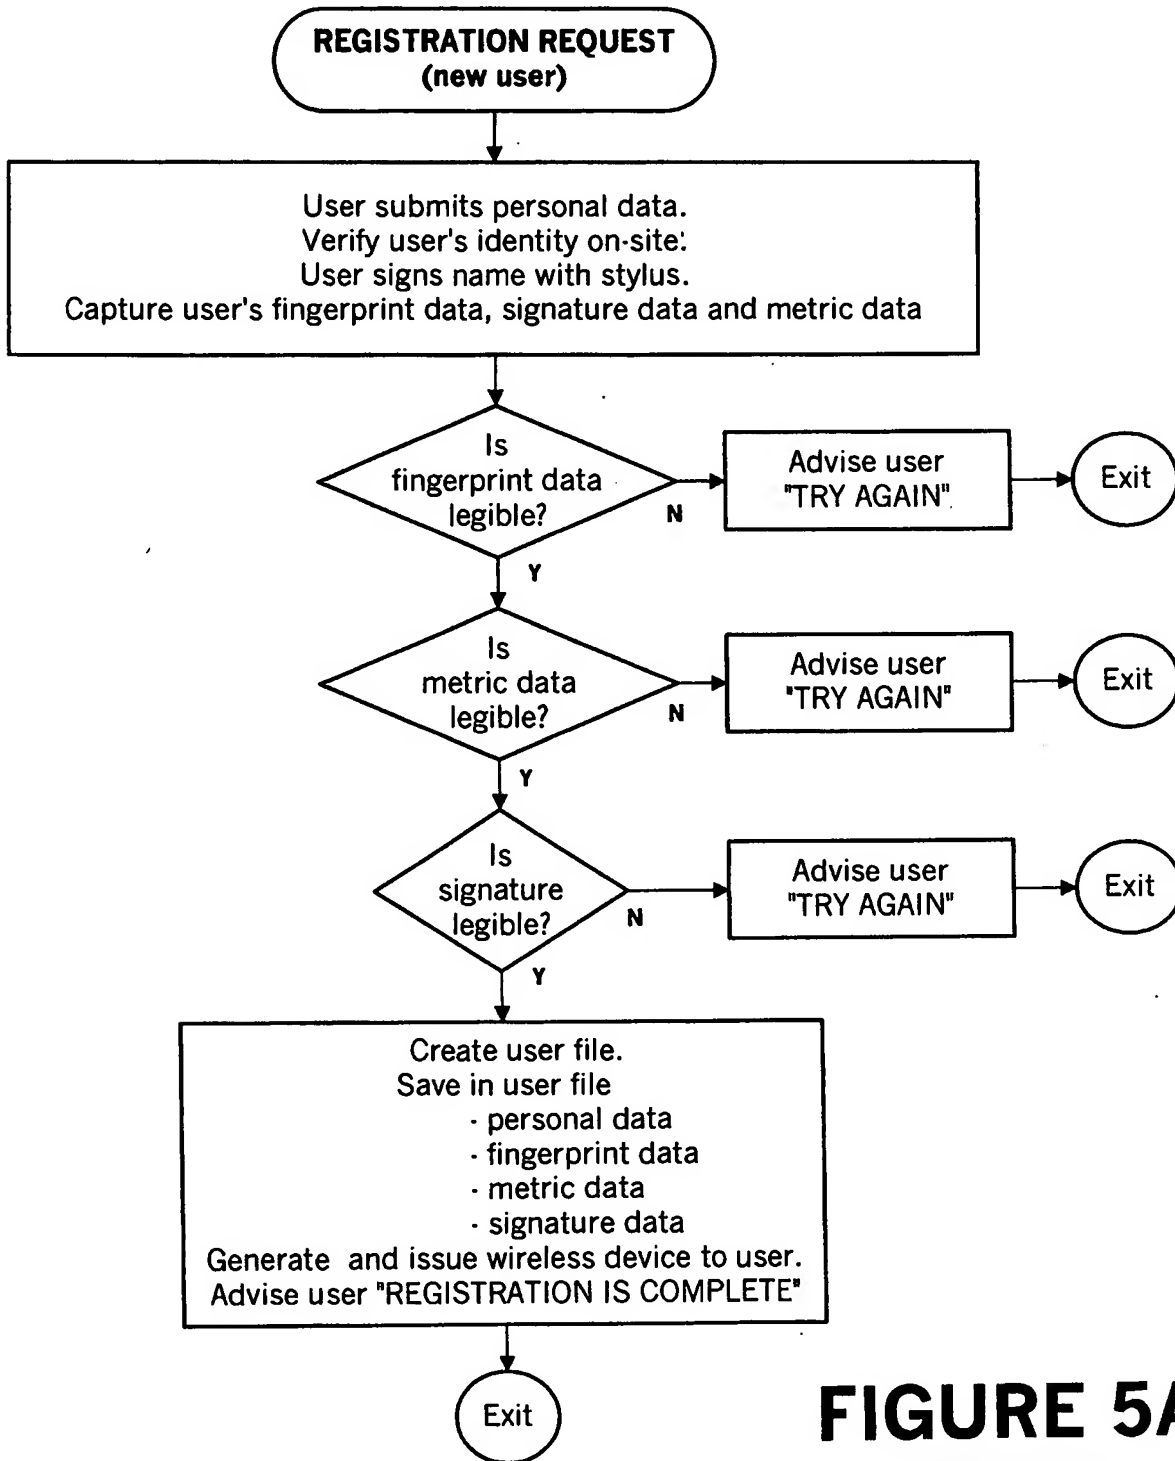 REGISTRATION REQUEST
(new user)
User submits personal data.
Verify user's identity on-site.
User signs name with stylus.
Capture user's fingerprint data, signature data and metric data
Is
fingerprint data
legible?
N
Advise user
"TRY AGAIN"
Exit
Y
Is
metric data
legible?
N
Advise user
"TRY AGAIN"
Exit
Y
Is
signature
legible?
N
Advise user
"TRY AGAIN"
Exit
Y
Create user file.
Save in user file
- personal data
- fingerprint data
- metric data
- signature data
Generate and issue wireless device to user.
Advise user "REGISTRATION IS COMPLETE"
Exit
FIGURE 5A